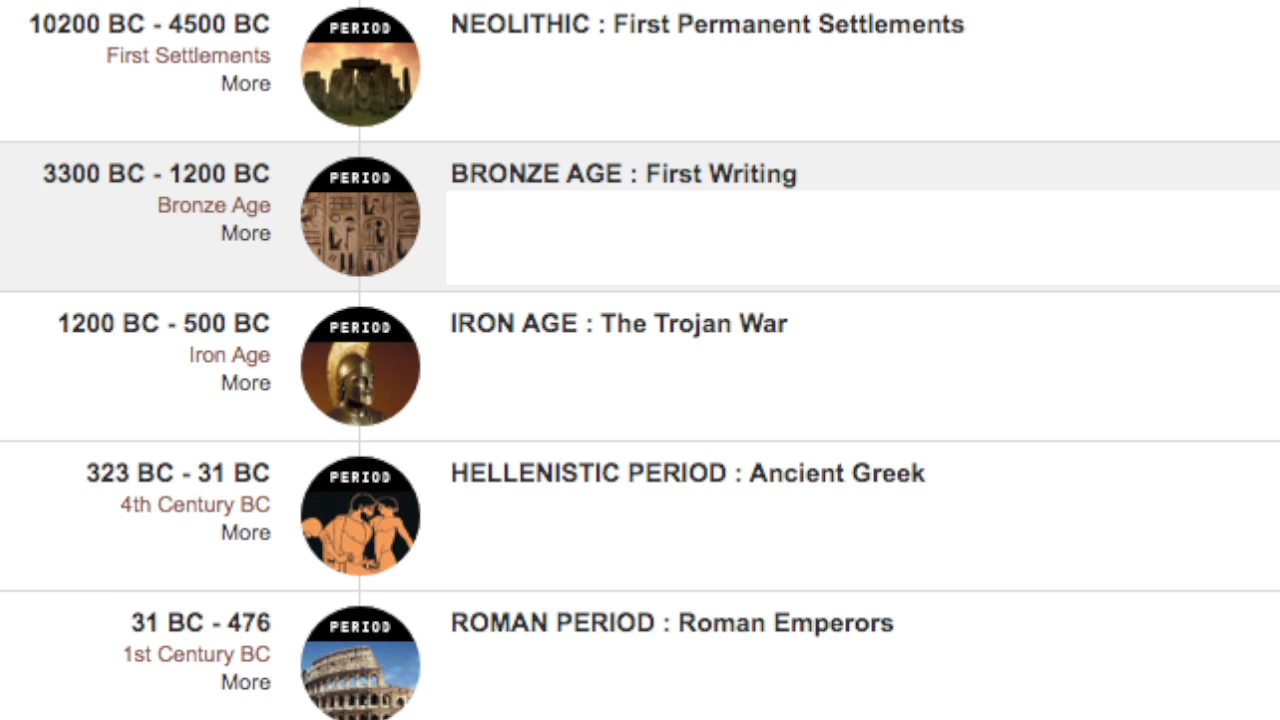 10200 BC - 4500 BC
First Settlements
More
PERIOD
NEOLITHIC : First Permanent Settlements
3300 BC - 1200 BC
Bronze Age
More
PERIOD
BRONZE AGE : First Writing
1200 BC - 500 BC
Iron Age
More
PERIOD
IRON AGE : The Trojan War
323 BC - 31 BC
4th Century BC
More
PERIOD
HELLENISTIC PERIOD : Ancient Greek
31 BC - 476
1st Century BC
More
PERIOD
ROMAN PERIOD : Roman Emperors